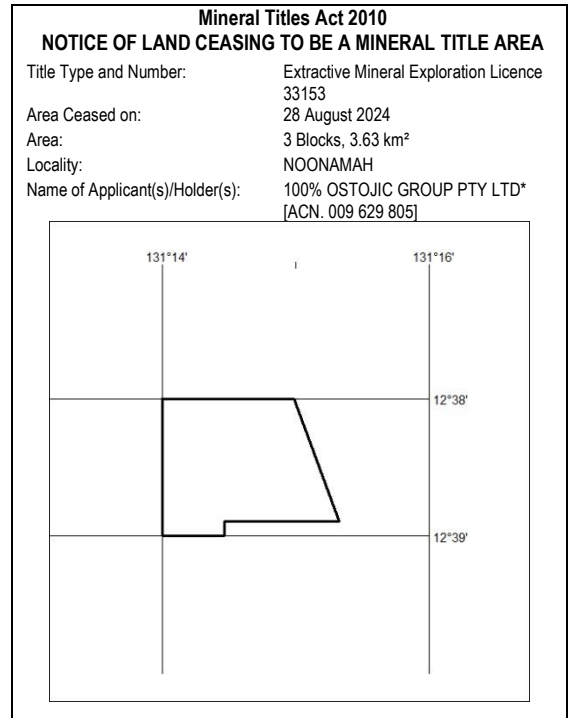 Mineral Titles Act 2010
NOTICE OF LAND CEASING TO BE A MINERAL TITLE AREA
Title Type and Number: Extractive Mineral Exploration Licence
33153
Area Ceased on: 28 August 2024
Area: 3 Blocks, 3.63 km²
Locality: NOONAMAH
Name of Applicant(s)/Holder(s): 100% OSTOJIC GROUP PTY LTD*
[ACN. 009 629 805]
131°14' 131°16'
12°38'
12°39'